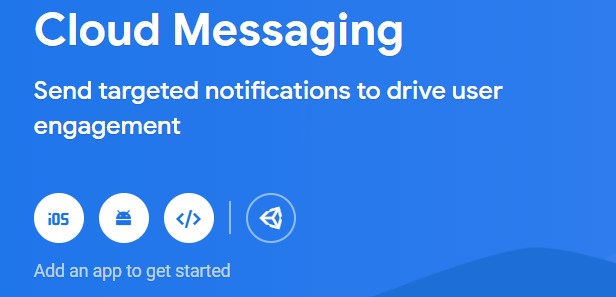 Cloud Messaging
Send targeted notifications to drive user
engagement
iOS
Add an app to get started